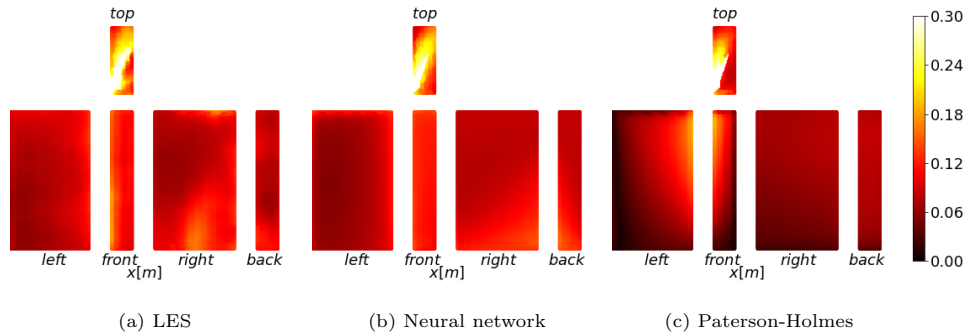 top top top
0.30
0.24
0.18
0.12
0.06
0.00
left front right back left front right back left front right back
x[m] x[m] x[m]
(a) LES (b) Neural network (c) Paterson-Holmes